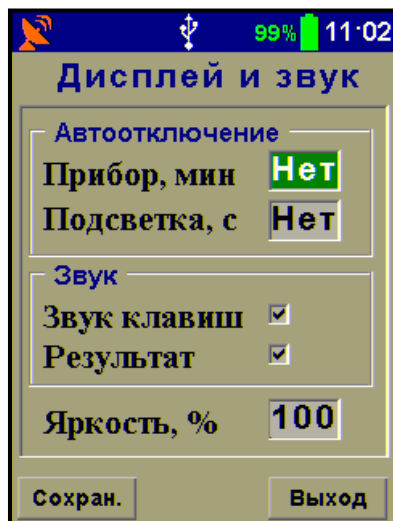 99% 11:02
Дисплей и звук
Автоотключение
Прибор, мин Нет
Подсветка, с Нет
Звук
Звук клавиш
Результат
Яркость, % 100
Сохран. Выход